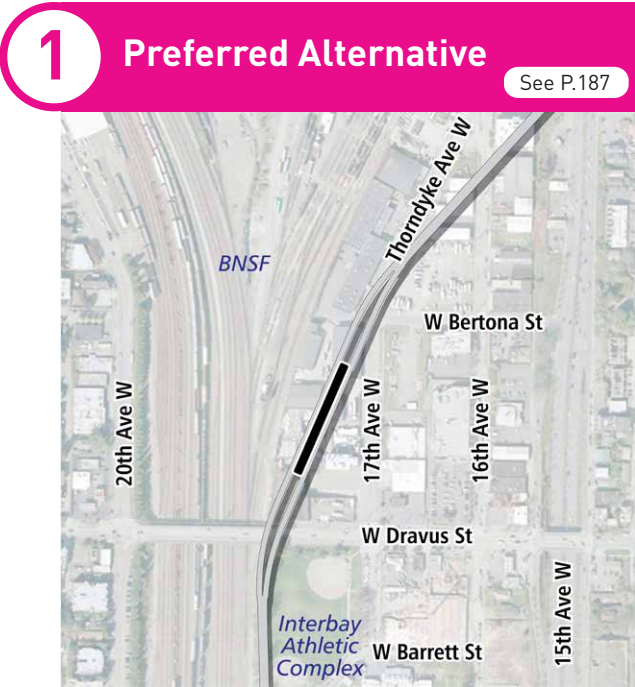 1
Preferred Alternative
See P.187
Thorndyke Ave W
BNSF
W Bertona St
20th Ave W
17th Ave W
16th Ave W
W Dravus St
15th Ave W
Interbay
Athletic
Complex
W Barrett St